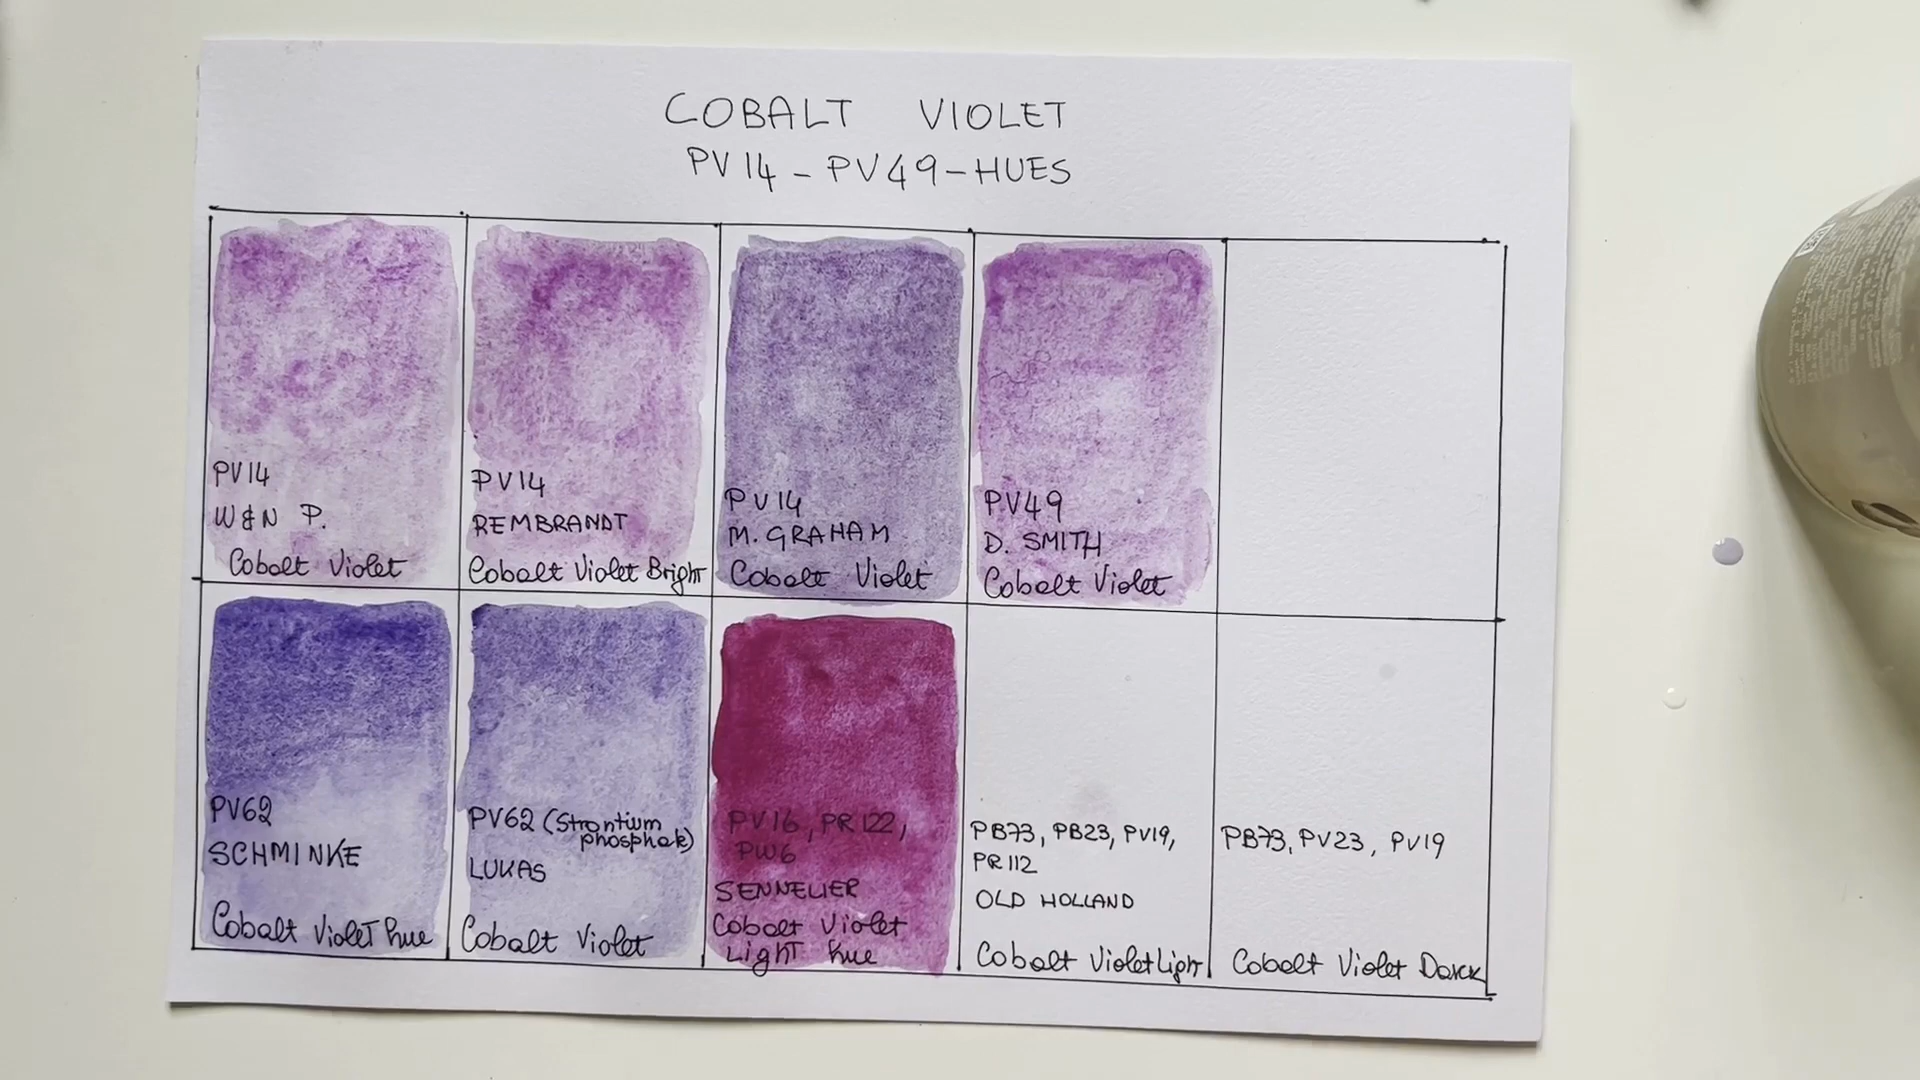 COBALT VIOLET
PV14 - PV49 - HUES
PV14
W&N P.
Cobalt Violet
PV14
REMBRANDT
Cobalt Violet Bright
PV14
M. GRAHAM
Cobalt Violet
PV49
D. SMITH
Cobalt Violet
PV62
SCHMINKE
Cobalt Violet hue
PV62 (Strontium
phosphak)
LUKAS
Cobalt Violet
PV16, PR122,
PW6
SENNELIER
Cobalt Violet
Light hue
PB73, PB23, PV19,
PR112
OLD HOLLAND
Cobalt Violet Light
PB73, PV23, PV19
Cobalt Violet Darck